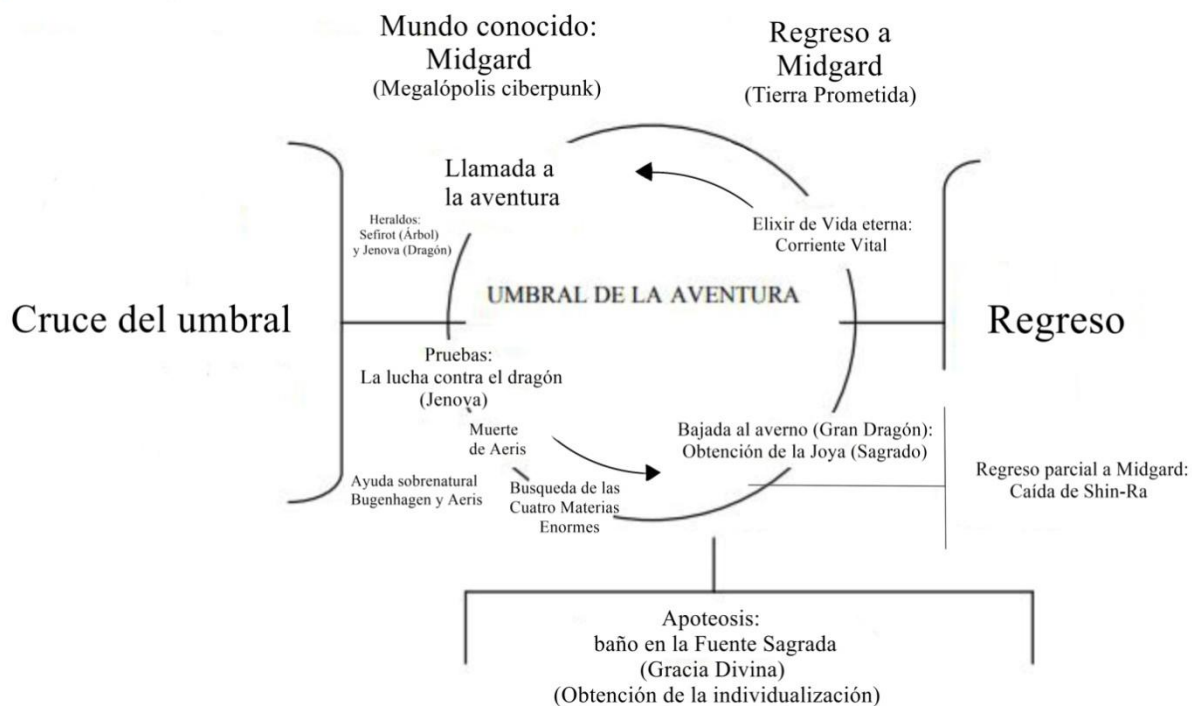 Mundo conocido:
Midgard
(Megalópolis ciberpunk)
Regreso a
Midgard
(Tierra Prometida)
Llamada a
la aventura
Heraldos:
Sefirot (Árbol)
y Jenova (Dragón)
Elixir de Vida eterna:
Corriente Vital
UMBRAL DE LA AVENTURA
Cruce del umbral
Regreso
Pruebas:
La lucha contra el dragón
(Jenova)
Muerte
de Aeris
Ayuda sobrenatural
Bugenhagen y Aeris
Busqueda de las
Cuatro Materias
Enormes
Bajada al averno (Gran Dragón):
Obtención de la Joya (Sagrado)
Regreso parcial a Midgard:
Caída de Shin-Ra
Apoteosis:
baño en la Fuente Sagrada
(Gracia Divina)
(Obtención de la individualización)